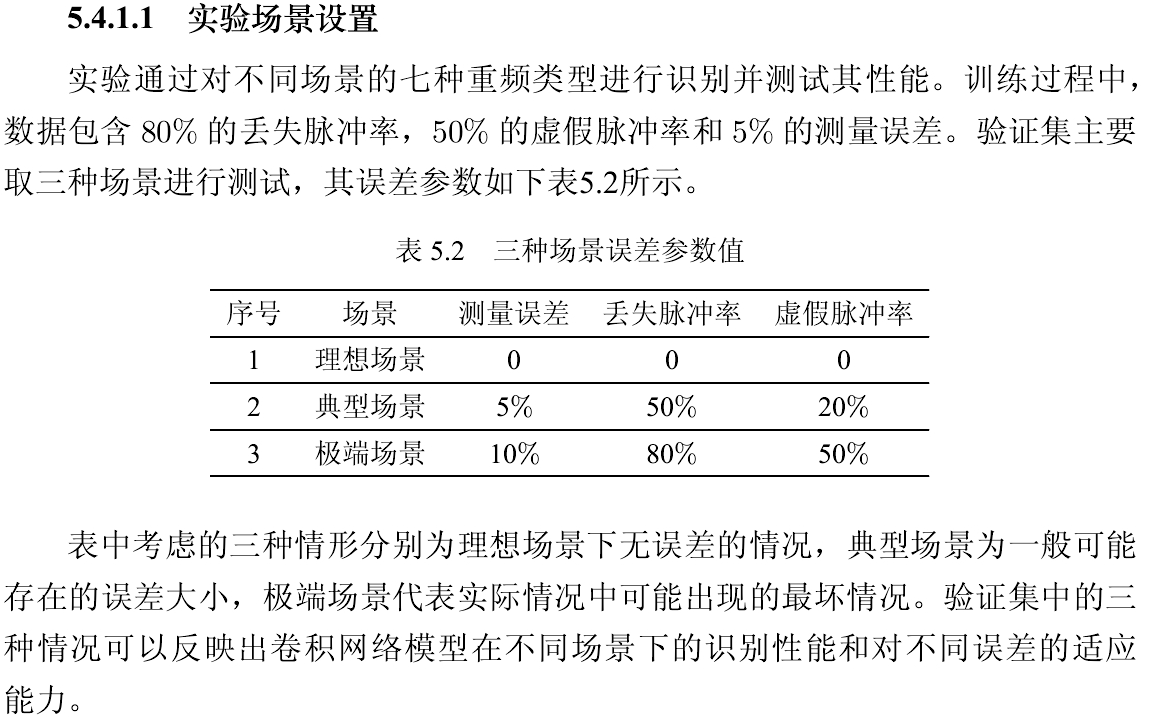 5.4.1.1 实验场景设置
实验通过对不同场景的七种重频类型进行识别并测试其性能。训练过程中，
数据包含 80% 的丢失脉冲率，50% 的虚假脉冲率和 5% 的测量误差。验证集主要
取三种场景进行测试，其误差参数如下表5.2所示。
表 5.2 三种场景误差参数值
序号 场景 测量误差 丢失脉冲率 虚假脉冲率
1 理想场景 0 0 0
2 典型场景 5% 50% 20%
3 极端场景 10% 80% 50%
表中考虑的三种情形分别为理想场景下无误差的情况，典型场景为一般可能
存在的误差大小，极端场景代表实际情况中可能出现的最坏情况。验证集中的三
种情况可以反映出卷积网络模型在不同场景下的识别性能和对不同误差的适应
能力。